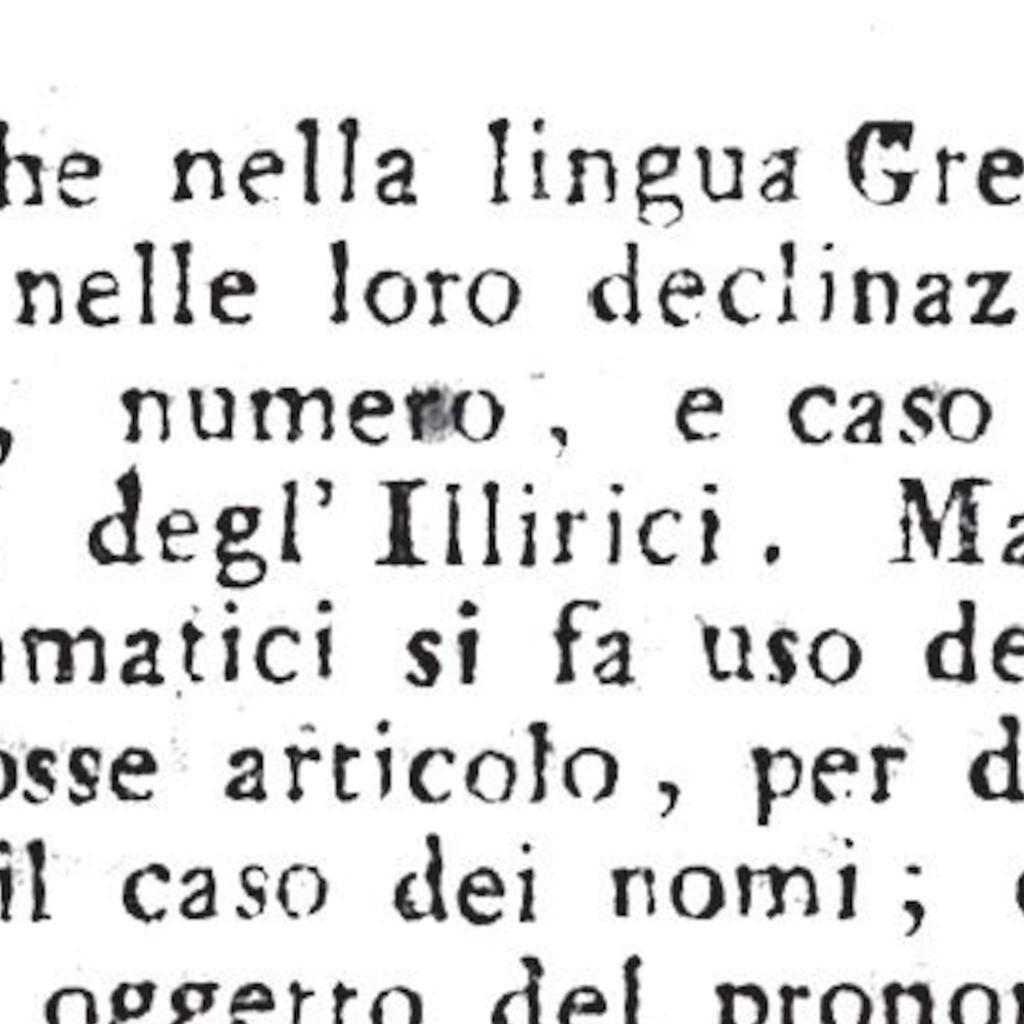 he nella lingua Gre
nelle loro declinaz
, numero, e caso
degl' Illirici. Ma
matici si fa uso de
osse articolo, per d
il caso dei nomi;
oggetto del pronom